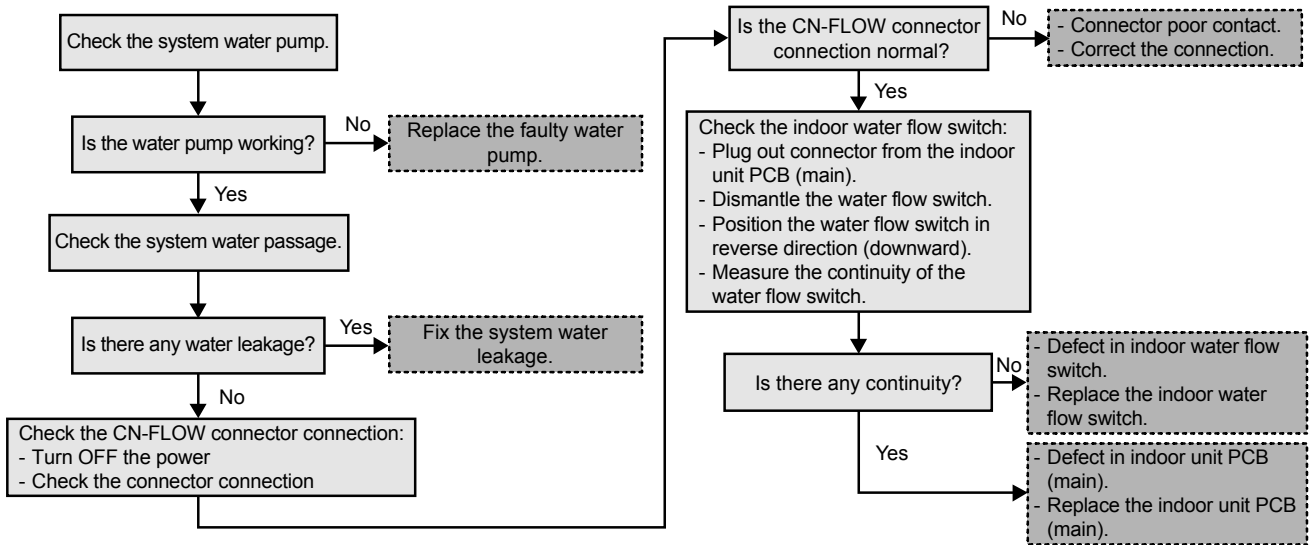 Check the system water pump.
Is the water pump working?
No
Replace the faulty water
pump.
Yes
Check the system water passage.
Is there any water leakage?
Yes
Fix the system water
leakage.
No
Check the CN-FLOW connector connection:
- Turn OFF the power
- Check the connector connection
Is the CN-FLOW connector
connection normal?
No
- Connector poor contact.
- Correct the connection.
Yes
Check the indoor water flow switch:
- Plug out connector from the indoor
unit PCB (main).
- Dismantle the water flow switch.
- Position the water flow switch in
reverse direction (downward).
- Measure the continuity of the
water flow switch.
Is there any continuity?
No
- Defect in indoor water flow
switch.
- Replace the indoor water
flow switch.
Yes
- Defect in indoor unit PCB
(main).
- Replace the indoor unit PCB
(main).